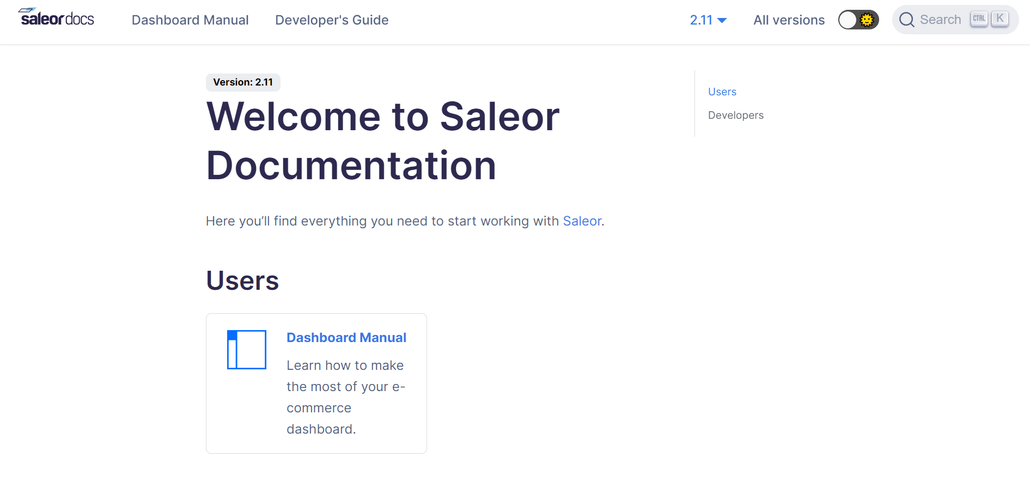 saleor docs
Dashboard Manual
Developer's Guide
2.11
All versions
Search
CTRL
K
Version: 2.11
Welcome to Saleor
Documentation
Here you'll find everything you need to start working with Saleor.
Users
Dashboard Manual
Learn how to make
the most of your e-
commerce
dashboard.
Users
Developers